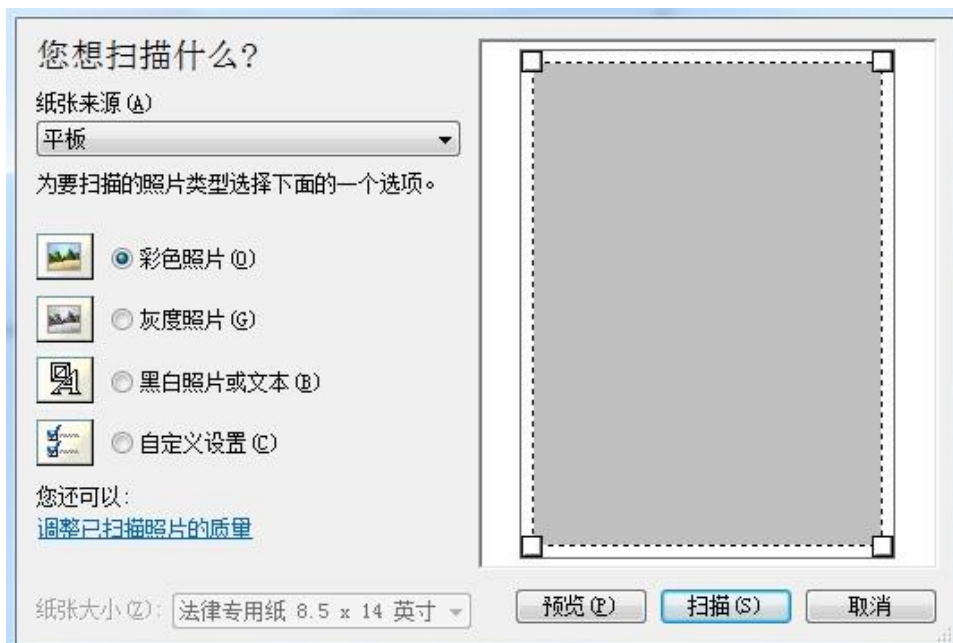 您想扫描什么?
纸张来源(A)
平板
为要扫描的照片类型选择下面的一个选项。
彩色照片(O)
灰度照片(G)
黑白照片或文本(B)
自定义设置(C)
您还可以:
调整已扫描照片的质量
纸张大小(Z): 法律专用纸 8.5 x 14 英寸
预览(P) 扫描(S) 取消